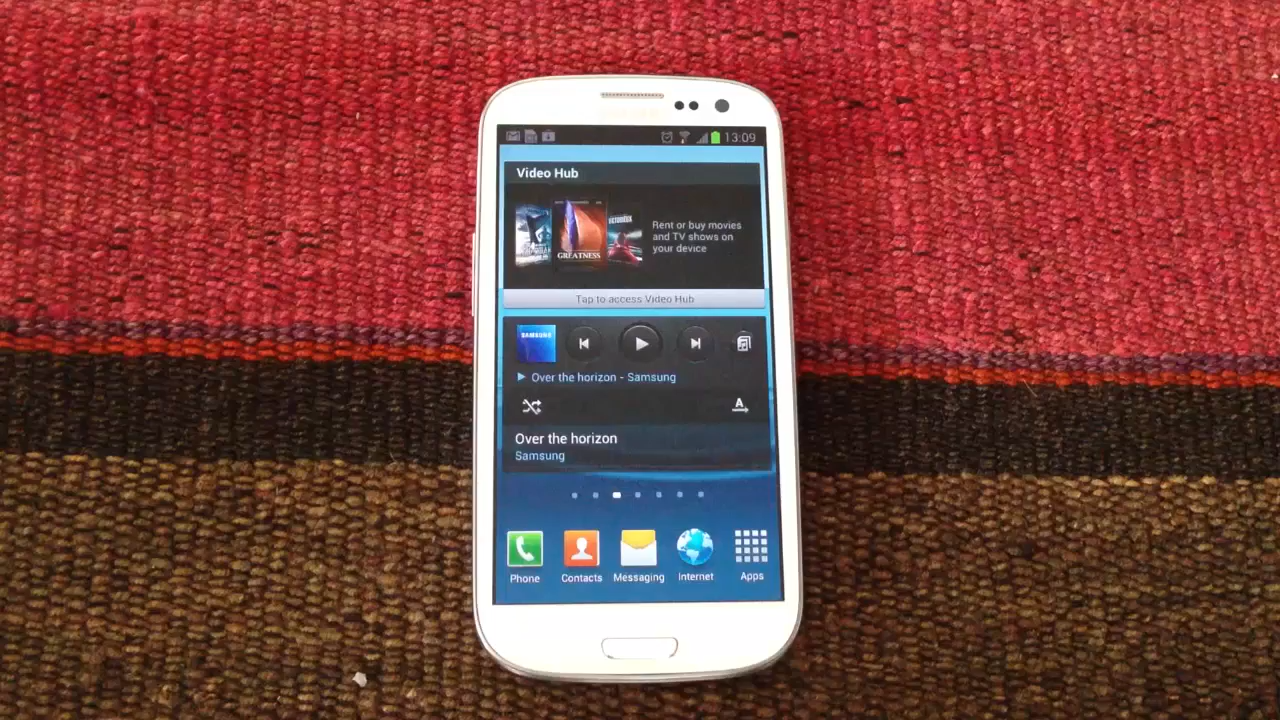 13:09
Video Hub
GREATNESS
Rent or buy movies
and TV shows on
your device
Tap to access Video Hub
SAMSUNG
Over the horizon - Samsung
A
Over the horizon
Samsung
Phone
Contacts
Messaging
Internet
Apps